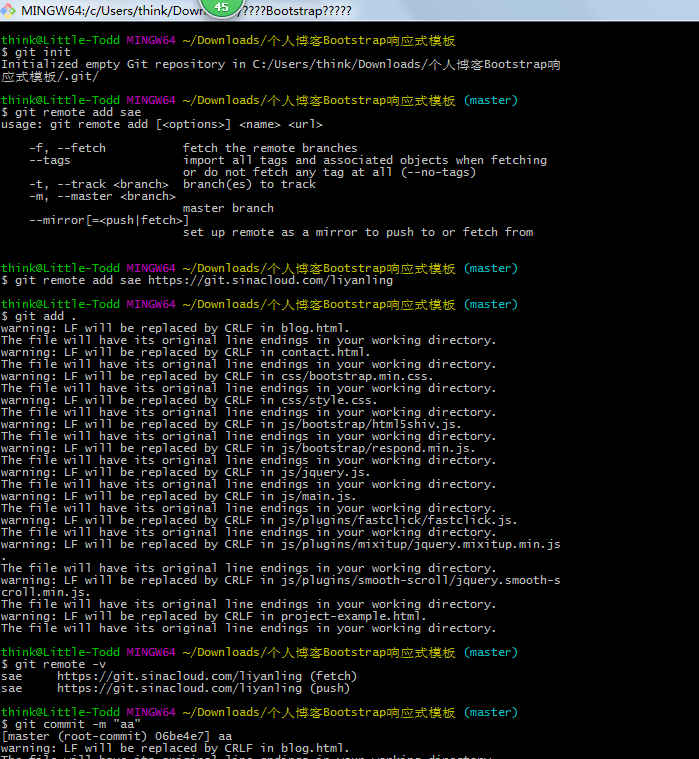 45
MINGW64:/c/Users/think/Down /????Bootstrap?????
think@Little-Todd MINGW64 ~/Downloads/个人博客Bootstrap响应式模板
$ git init
Initialized empty Git repository in C:/Users/think/Downloads/个人博客Bootstrap响
应式模板/.git/
think@Little-Todd MINGW64 ~/Downloads/个人博客Bootstrap响应式模板 (master)
$ git remote add sae
usage: git remote add [<options>] <name> <url>
-f, --fetch fetch the remote branches
--tags import all tags and associated objects when fetching
or do not fetch any tag at all (--no-tags)
-t, --track <branch> branch(es) to track
-m, --master <branch>
master branch
--mirror[=<push|fetch>]
set up remote as a mirror to push to or fetch from
think@Little-Todd MINGW64 ~/Downloads/个人博客Bootstrap响应式模板 (master)
$ git remote add sae https://git.sinacloud.com/liyanling
think@Little-Todd MINGW64 ~/Downloads/个人博客Bootstrap响应式模板 (master)
$ git add .
warning: LF will be replaced by CRLF in blog.html.
The file will have its original line endings in your working directory.
warning: LF will be replaced by CRLF in contact.html.
The file will have its original line endings in your working directory.
warning: LF will be replaced by CRLF in css/bootstrap.min.css.
The file will have its original line endings in your working directory.
warning: LF will be replaced by CRLF in css/style.css.
The file will have its original line endings in your working directory.
warning: LF will be replaced by CRLF in js/bootstrap/html5shiv.js.
The file will have its original line endings in your working directory.
warning: LF will be replaced by CRLF in js/bootstrap/respond.min.js.
The file will have its original line endings in your working directory.
warning: LF will be replaced by CRLF in js/jquery.js.
The file will have its original line endings in your working directory.
warning: LF will be replaced by CRLF in js/main.js.
The file will have its original line endings in your working directory.
warning: LF will be replaced by CRLF in js/plugins/fastclick/fastclick.js.
The file will have its original line endings in your working directory.
warning: LF will be replaced by CRLF in js/plugins/mixitup/jquery.mixitup.min.js
.
The file will have its original line endings in your working directory.
warning: LF will be replaced by CRLF in js/plugins/smooth-scroll/jquery.smooth-s
croll.min.js.
The file will have its original line endings in your working directory.
warning: LF will be replaced by CRLF in project-example.html.
The file will have its original line endings in your working directory.
think@Little-Todd MINGW64 ~/Downloads/个人博客Bootstrap响应式模板 (master)
$ git remote -v
sae https://git.sinacloud.com/liyanling (fetch)
sae https://git.sinacloud.com/liyanling (push)
think@Little-Todd MINGW64 ~/Downloads/个人博客Bootstrap响应式模板 (master)
$ git commit -m "aa"
[master (root-commit) 06be4e7] aa
warning: LF will be replaced by CRLF in blog.html.
The file will have its original line endings in your working directory.